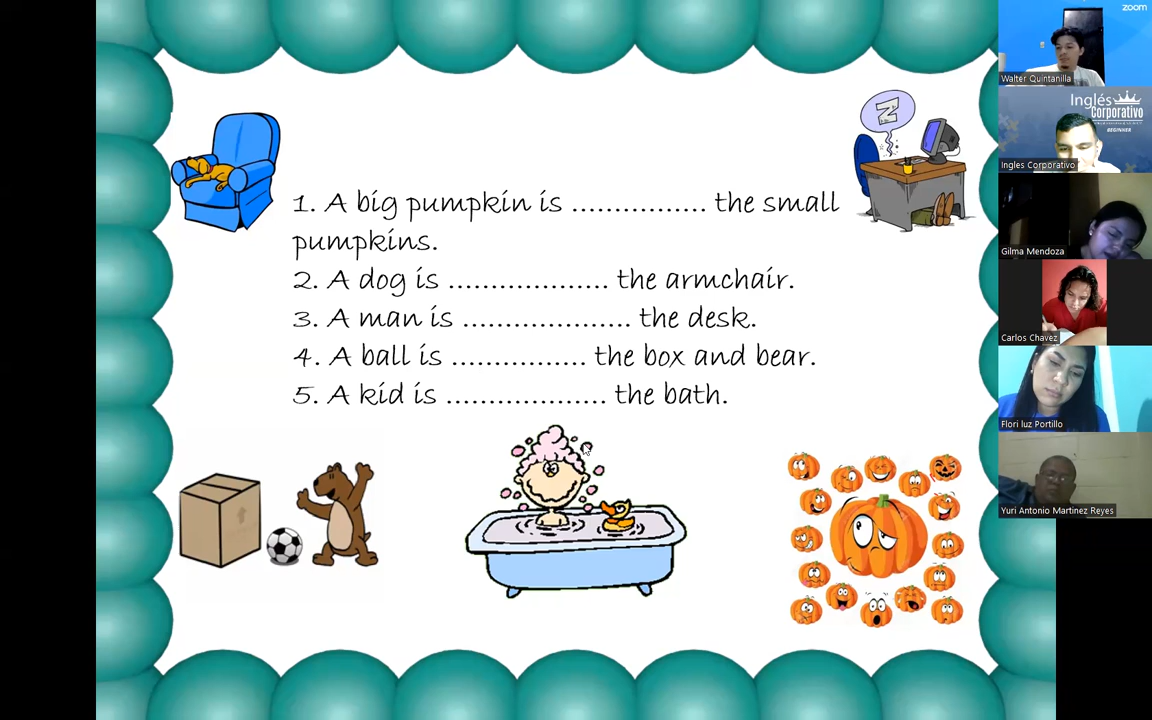 zoom
Walter Quintanilla
Inglés
Corporativo
BEGINNER
Ingles Corporativo
Gilma Mendoza
Carlos Chavez
Flori luz Portillo
Yuri Antonio Martinez Reyes
Z
1. A big pumpkin is ................ the small
pumpkins.
2. A dog is ................... the armchair.
3. A man is .................... the desk.
4. A ball is ................ the box and bear.
5. A kid is ................... the bath.